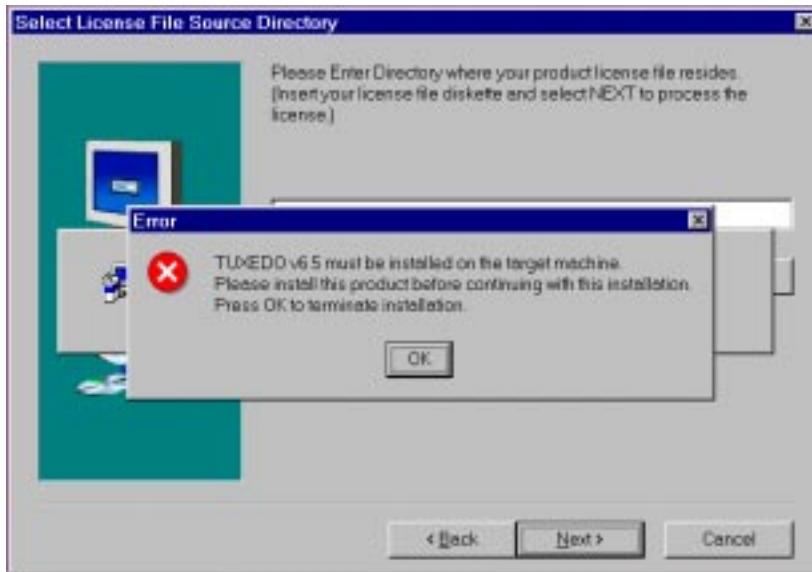 Select License File Source Directory
Please Enter Directory where your product license file resides.
(Insert your license file diskette and select NEXT to process the
license.)
Error
TUXEDO v6.5 must be installed on the target machine.
Please install this product before continuing with this installation.
Press OK to terminate installation.
OK
< Back
Next >
Cancel